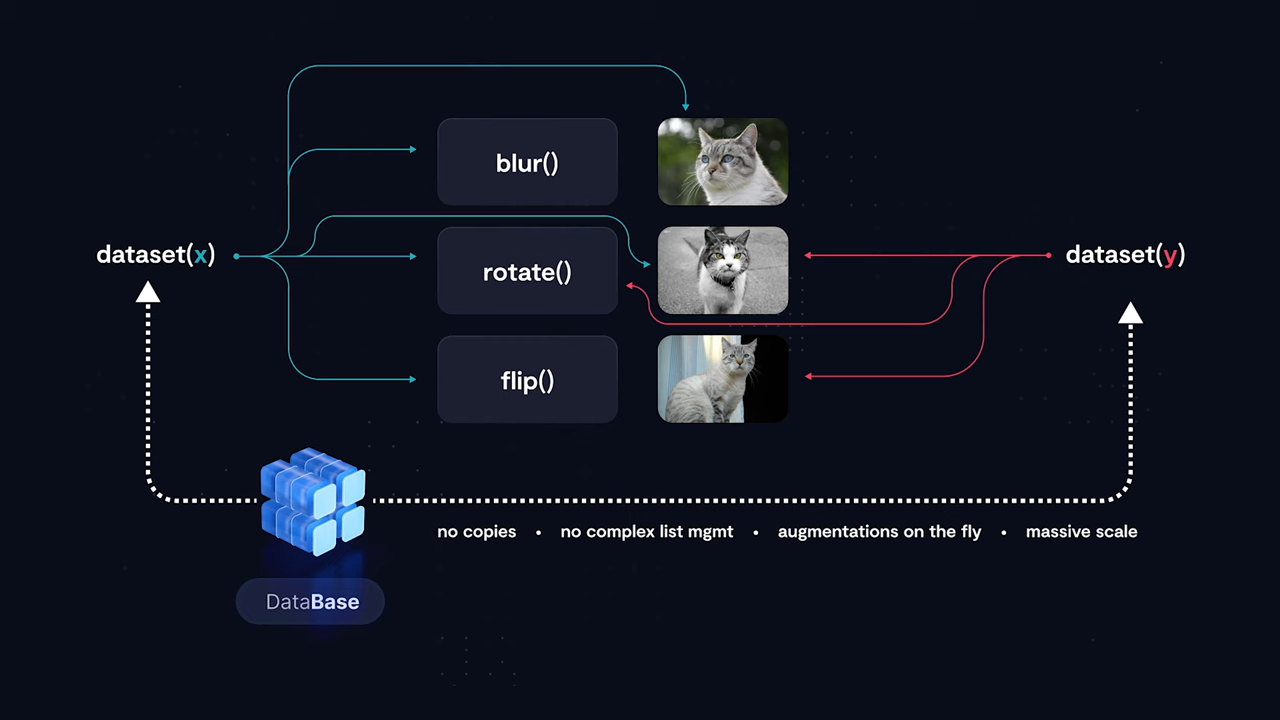 blur()
dataset(x)
rotate()
dataset(y)
flip()
no copies • no complex list mgmt • augmentations on the fly • massive scale
DataBase